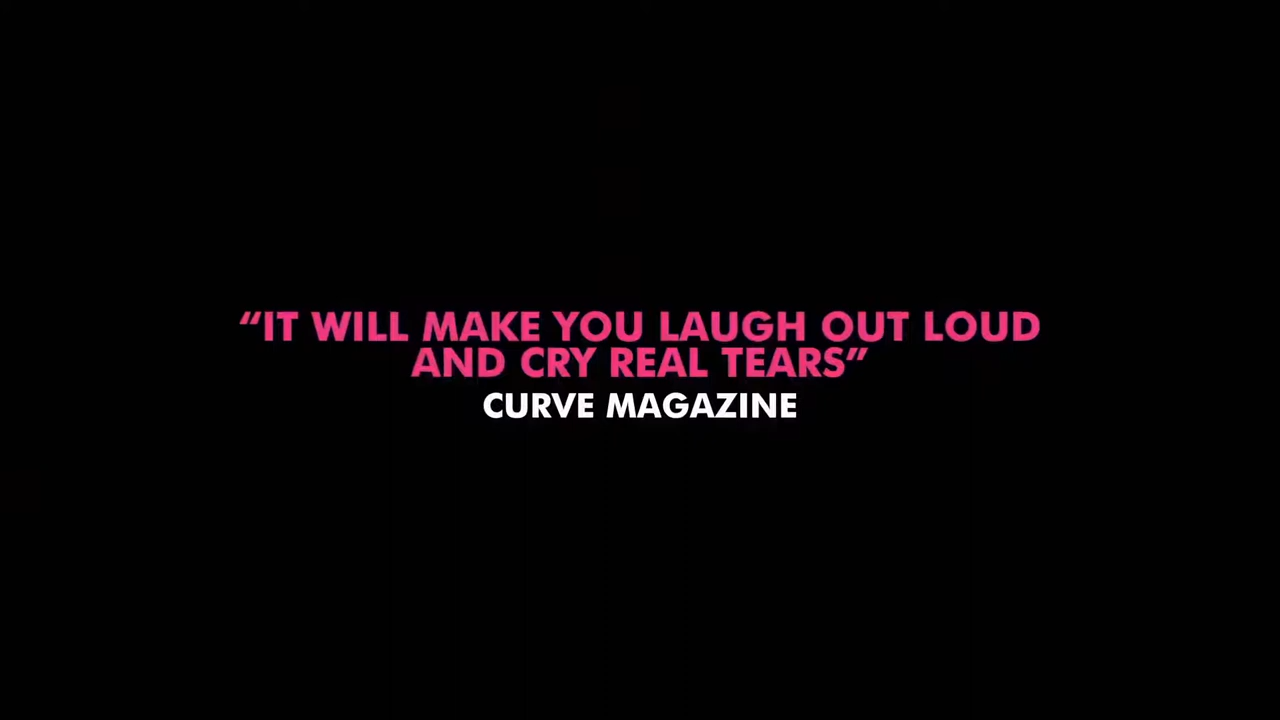 “IT WILL MAKE YOU LAUGH OUT LOUD
AND CRY REAL TEARS”
CURVE MAGAZINE